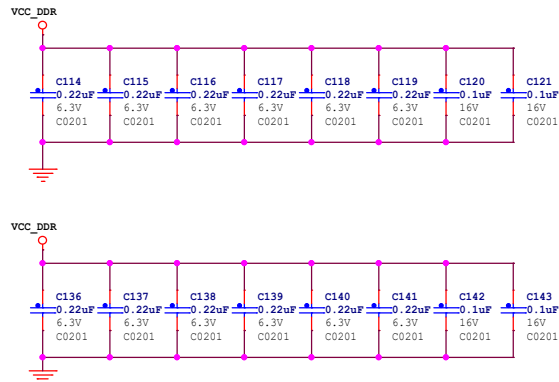 VCC_DDR
C114 C115 C116 C117 C118 C119 C120 C121
0.22uF 0.22uF 0.22uF 0.22uF 0.22uF 0.22uF 0.1uF 0.1uF
6.3V 6.3V 6.3V 6.3V 6.3V 6.3V 16V 16V
C0201 C0201 C0201 C0201 C0201 C0201 C0201 C0201
VCC_DDR
C136 C137 C138 C139 C140 C141 C142 C143
0.22uF 0.22uF 0.22uF 0.22uF 0.22uF 0.22uF 0.1uF 0.1uF
6.3V 6.3V 6.3V 6.3V 6.3V 6.3V 16V 16V
C0201 C0201 C0201 C0201 C0201 C0201 C0201 C0201